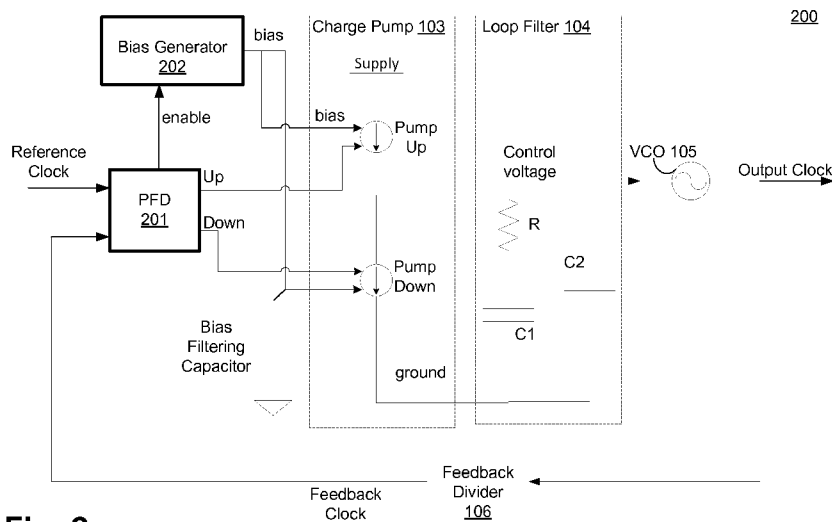 200
Bias Generator
202
bias
Charge Pump 103
Loop Filter 104
Supply
enable
bias
Pump
Up
Reference
Clock
Up
PFD
201
Down
Control
voltage
VCO 105
Output Clock
R
Pump
Down
C2
C1
Bias
Filtering
Capacitor
ground
Feedback
Clock
Feedback
Divider
106